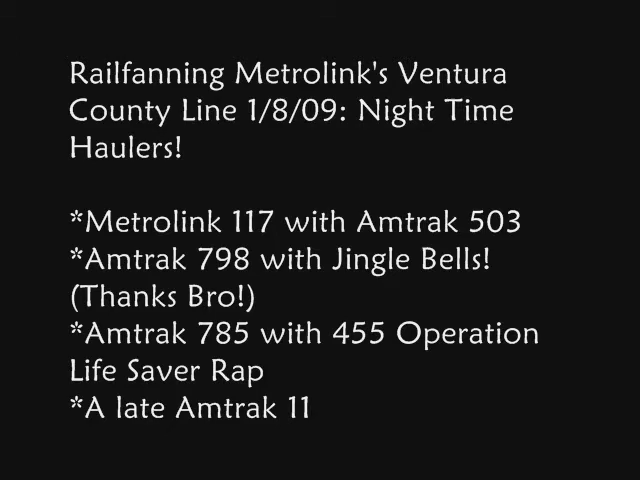 Railfanning Metrolink's Ventura
County Line 1/8/09: Night Time
Haulers!
*Metrolink 117 with Amtrak 503
*Amtrak 798 with Jingle Bells!
(Thanks Bro!)
*Amtrak 785 with 455 Operation
Life Saver Rap
*A late Amtrak 11